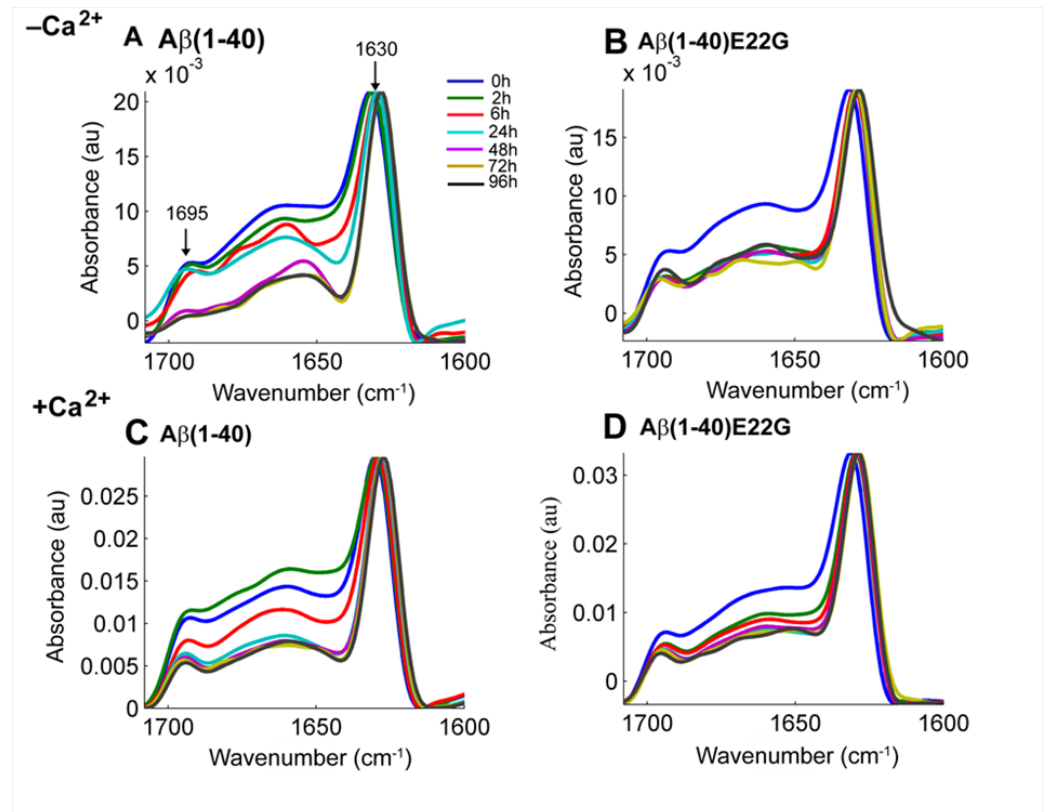 –Ca²⁺
A Aβ(1-40)
x 10⁻³
1630
1695
0h
2h
6h
24h
48h
72h
96h
20
15
10
5
0
Absorbance (au)
1700 1650 1600
Wavenumber (cm⁻¹)
B Aβ(1-40)E22G
x 10⁻³
15
10
5
0
Absorbance (au)
1700 1650 1600
Wavenumber (cm⁻¹)
+Ca²⁺
C Aβ(1-40)
0.025
0.02
0.015
0.01
0.005
0
Absorbance (au)
1700 1650 1600
Wavenumber (cm⁻¹)
D Aβ(1-40)E22G
0.03
0.02
0.01
0
Absorbance (au)
1700 1650 1600
Wavenumber (cm⁻¹)